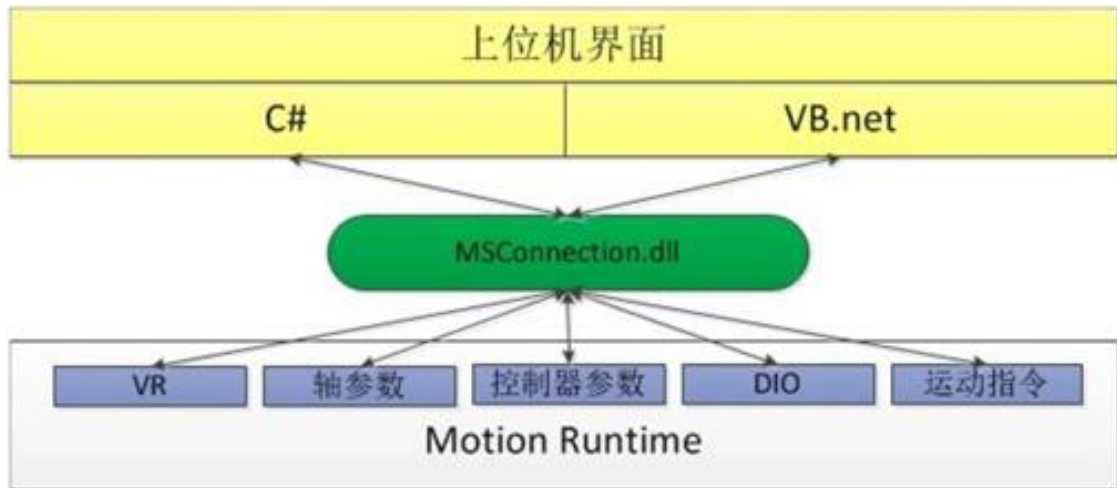 上位机界面
C#
VB.net
MSConnection.dll
VR
轴参数
控制器参数
DIO
运动指令
Motion Runtime